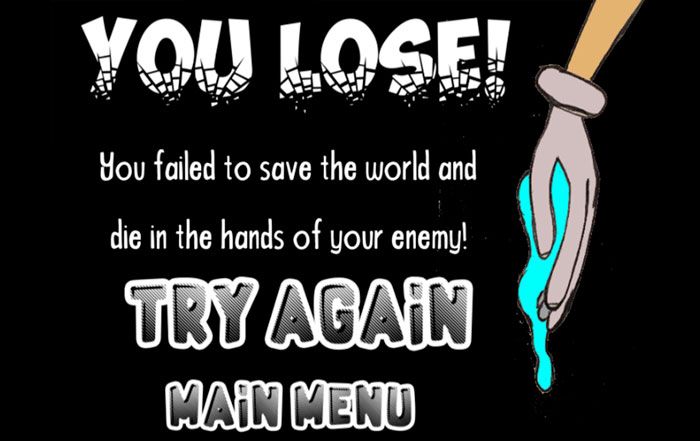 YOU LOSE!
You failed to save the world and
die in the hands of your enemy!
TRY AGAiN
MAiN MENU